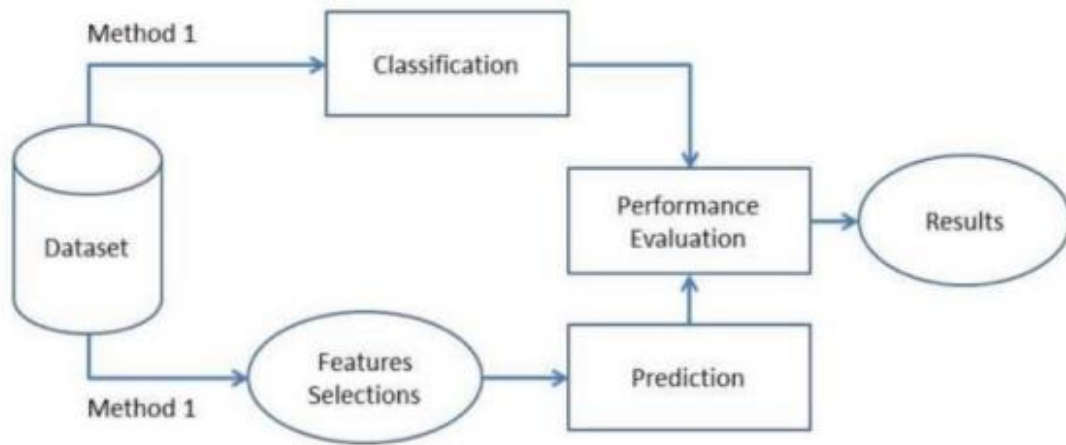 Method 1
Classification
Dataset
Performance
Evaluation
Results
Features
Selections
Prediction
Method 1